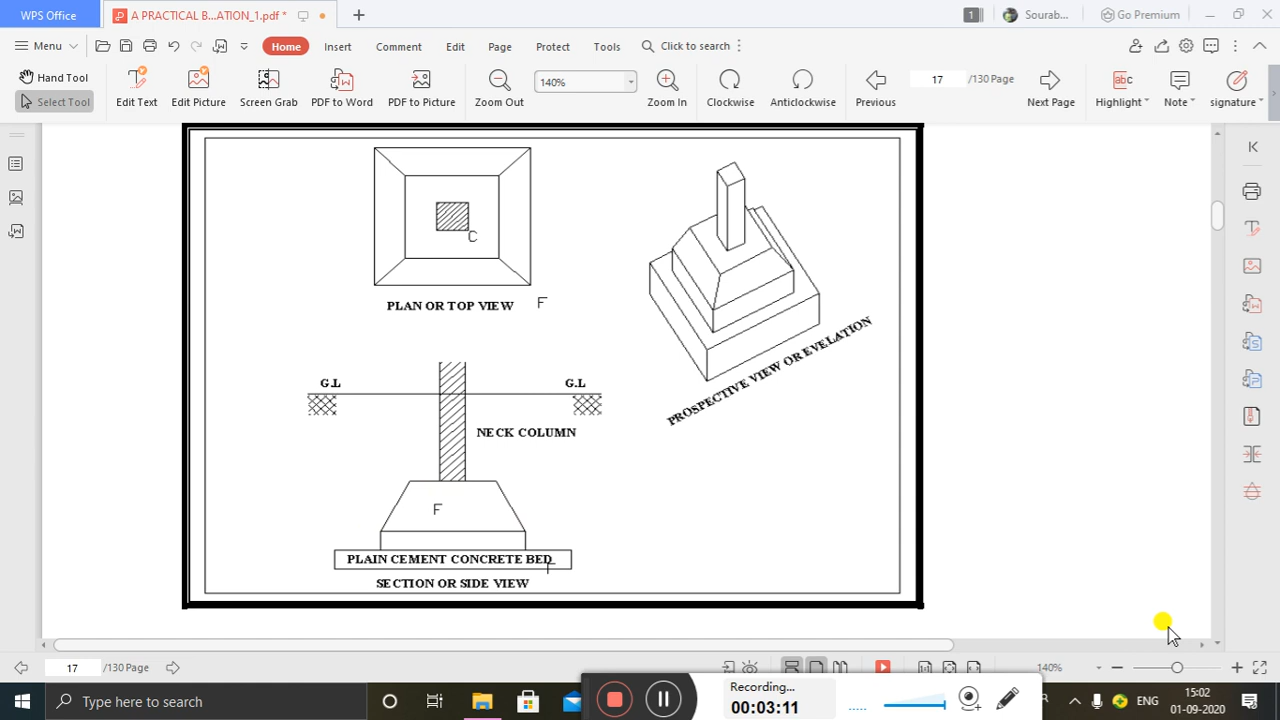 WPS Office
A PRACTICAL B...ATION_1.pdf *
1
Sourab...
Go Premium
Menu
Home
Insert
Comment
Edit
Page
Protect
Tools
Click to search
Hand Tool
Select Tool
Edit Text
Edit Picture
Screen Grab
PDF to Word
PDF to Picture
Zoom Out
140%
Zoom In
Clockwise
Anticlockwise
Previous
17 /130 Page
Next Page
abc
Highlight
Note
signature
C
PLAN OR TOP VIEW
F
G.L
G.L
NECK COLUMN
F
PLAIN CEMENT CONCRETE BED
SECTION OR SIDE VIEW
PROSPECTIVE VIEW OR EVELATION
17 /130 Page
140%
Type here to search
Recording...
00:03:11
ENG
15:02
01-09-2020